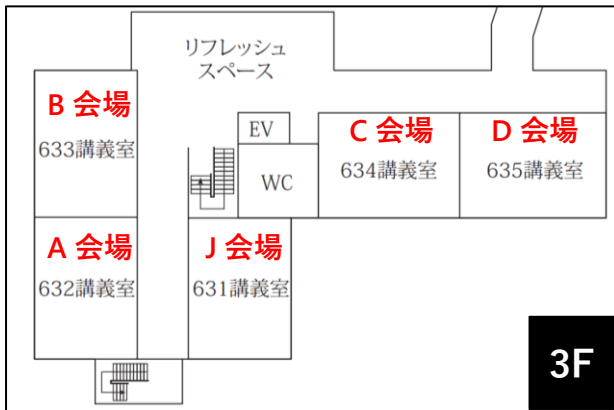 リフレッシュ
スペース
B 会場
633講義室
EV
WC
C 会場
634講義室
D 会場
635講義室
A 会場
632講義室
J 会場
631講義室
3F